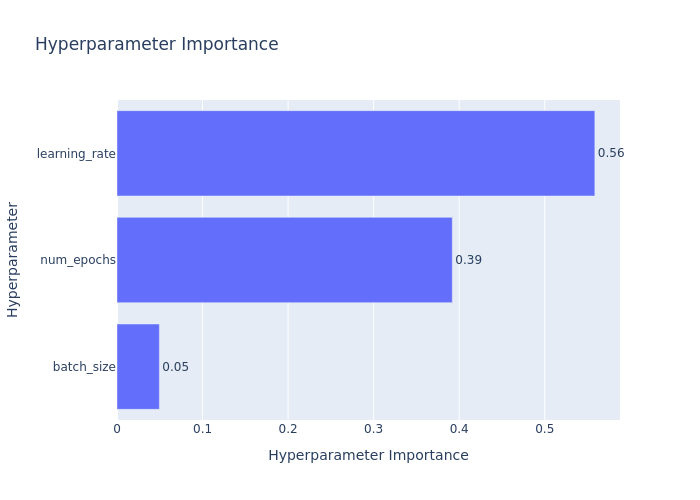 Hyperparameter Importance
learning_rate
0.56
num_epochs
0.39
batch_size
0.05
0 0.1 0.2 0.3 0.4 0.5
Hyperparameter Importance
Hyperparameter